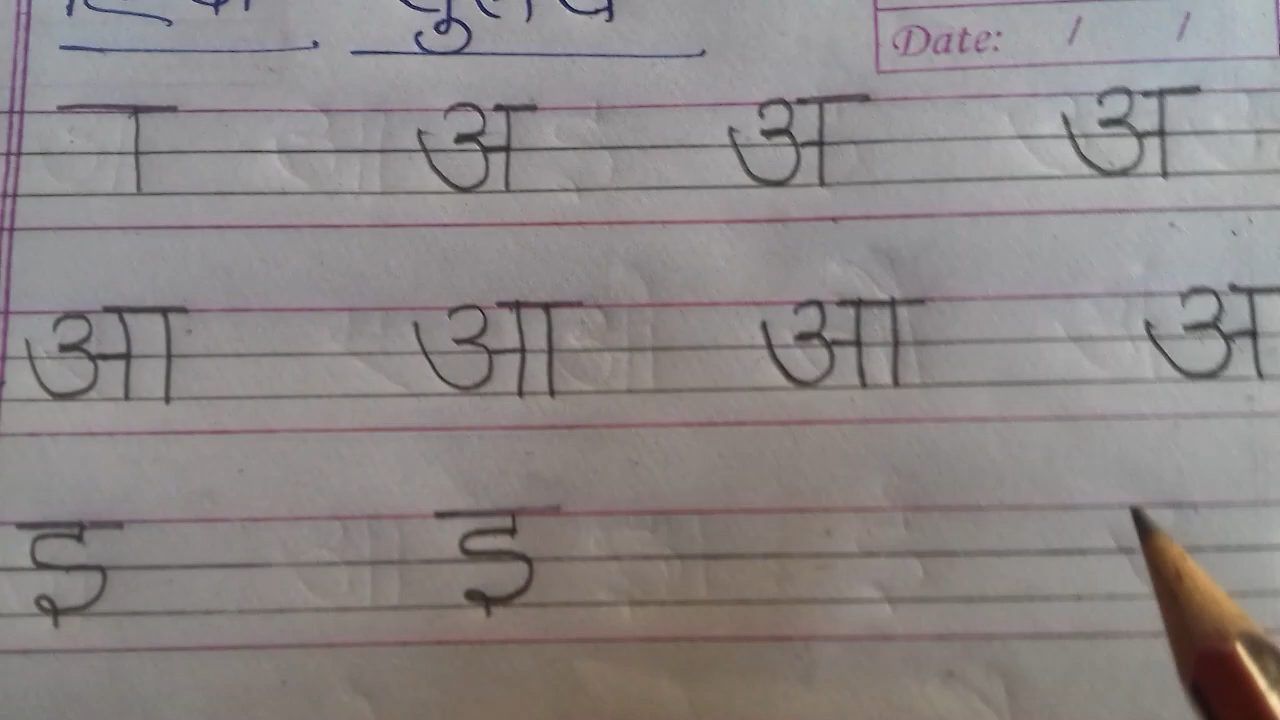 Date: / /
ा अ अ अ
आ आ आ अ
इ इ